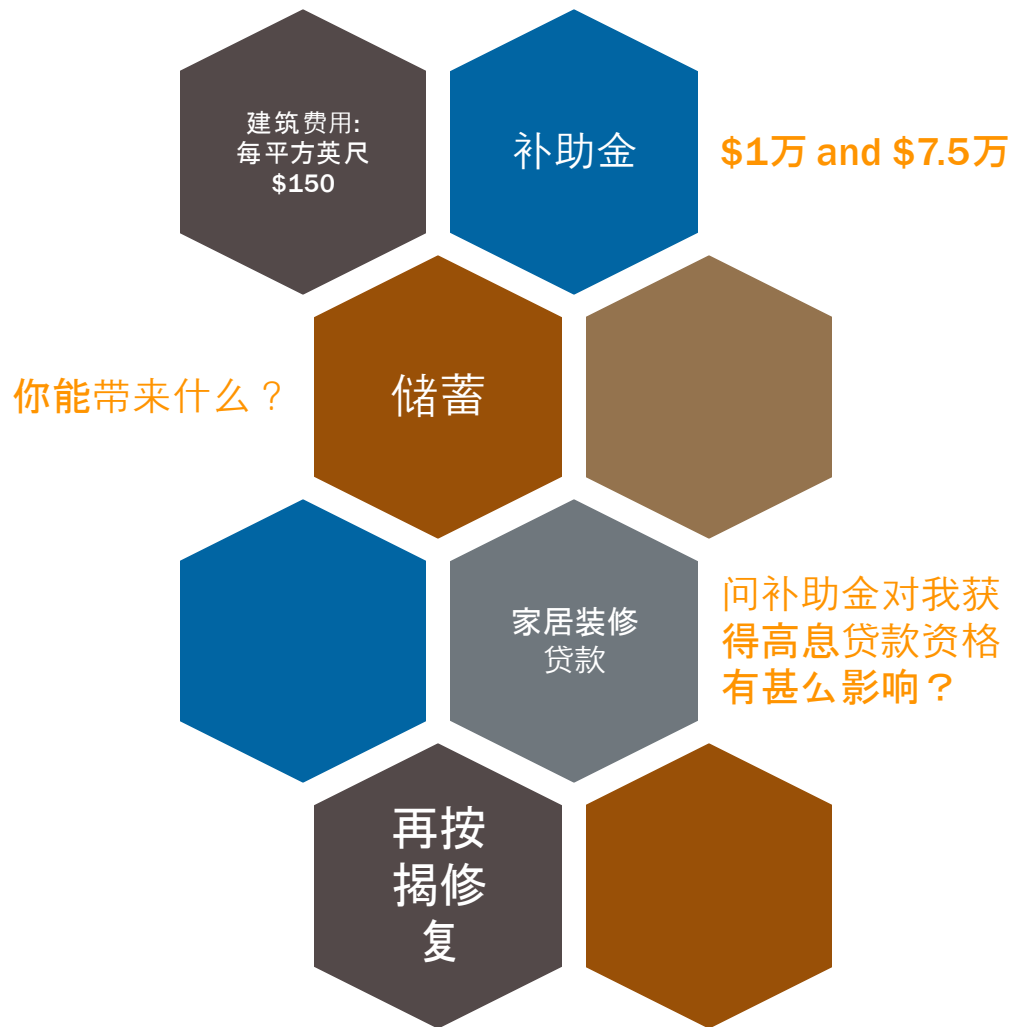 建筑费用:
每平方英尺
$150
补助金
$1万 and $7.5万
你能带来什么？
储蓄
家居装修
贷款
问补助金对我获
得高息贷款资格
有甚么影响？
再按
揭修
复